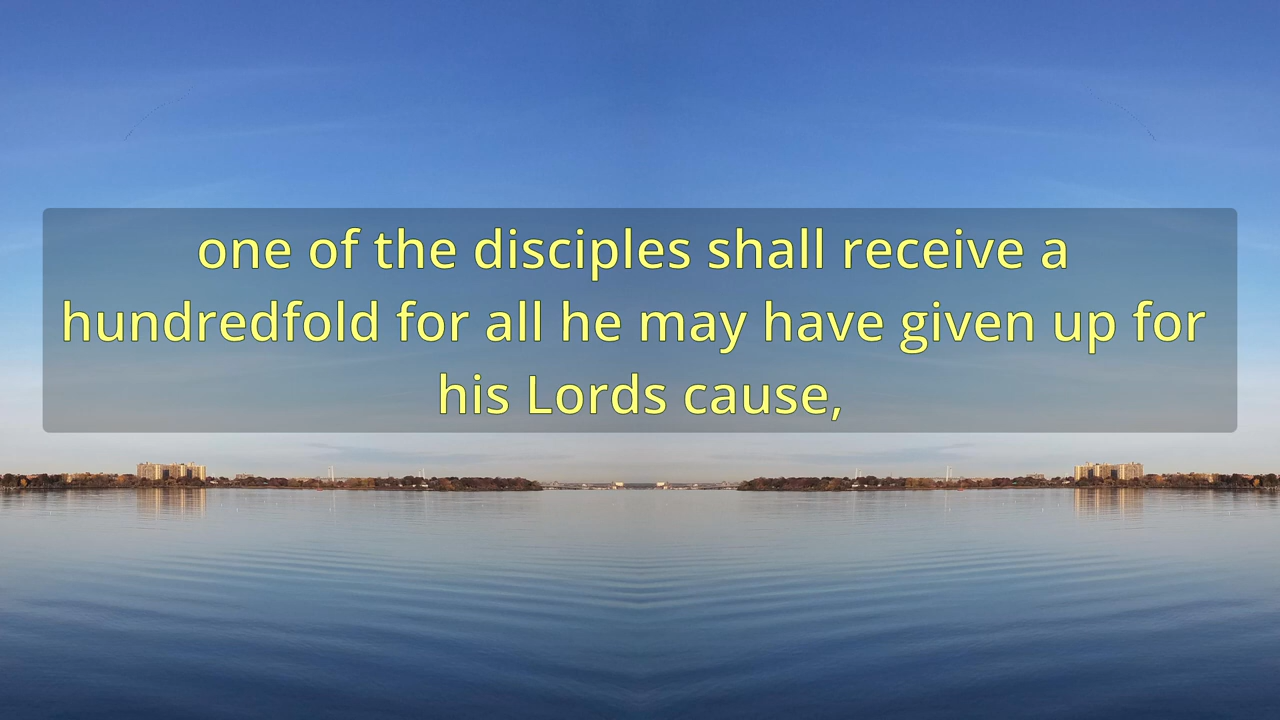 one of the disciples shall receive a
hundredfold for all he may have given up for
his Lords cause,